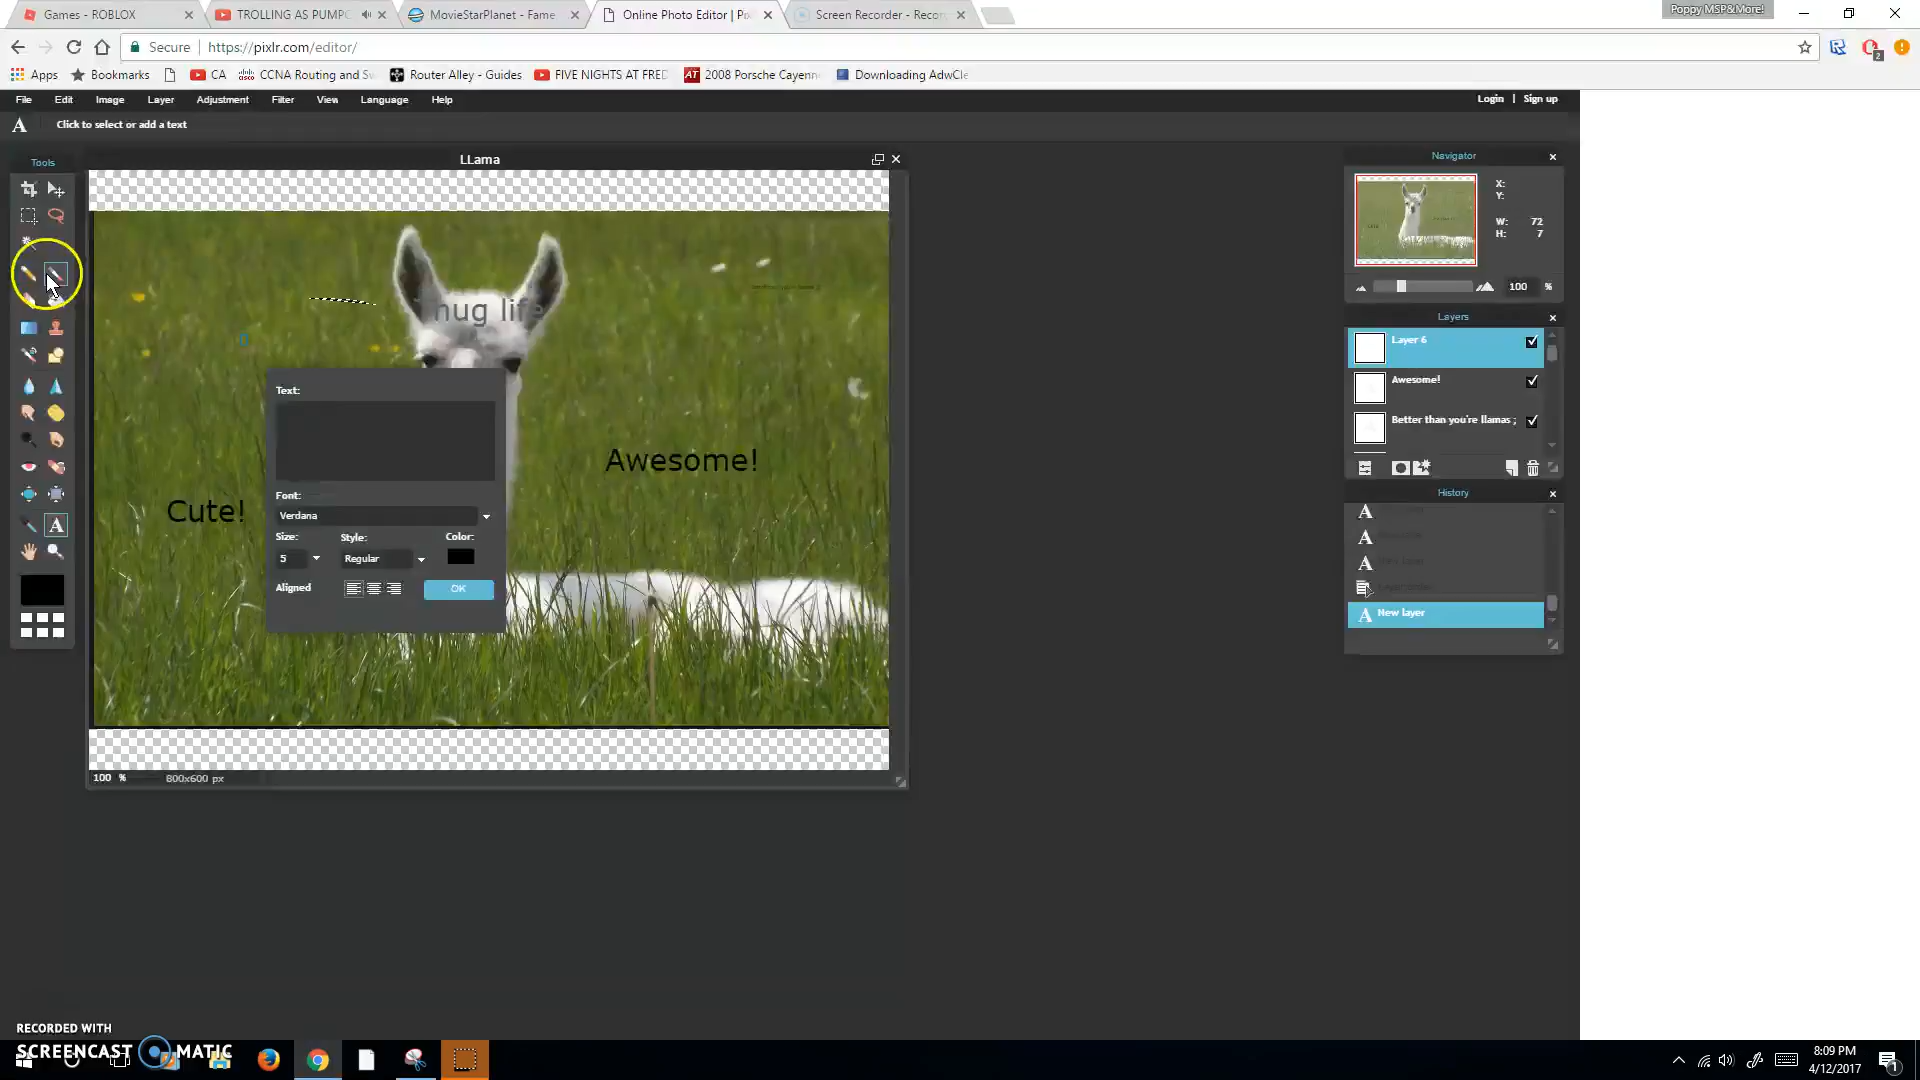 Games - ROBLOX
TROLLING AS PUMPC
MovieStarPlanet - Fame
Online Photo Editor | Pix
Screen Recorder - Recor
Poppy MSP&More!
Secure
https://pixlr.com/editor/
Apps
Bookmarks
CA
CCNA Routing and Sw
Router Alley - Guides
FIVE NIGHTS AT FRED
2008 Porsche Cayenn
Downloading AdwCle
File Edit Image Layer Adjustment Filter View Language Help
Login | Sign up
A Click to select or add a text
Tools
LLama
Navigator
X:
Y:
W: 72
H: 7
100 %
Thug life
Layers
Layer 6
Awesome!
Better than you're llamas ;
Text:
Awesome!
Cute!
Font:
Verdana
Size: Style: Color:
5 Regular
Aligned OK
History
New layer
100 % 800x600 px
RECORDED WITH
SCREENCAST MATIC
8:09 PM
4/12/2017
1